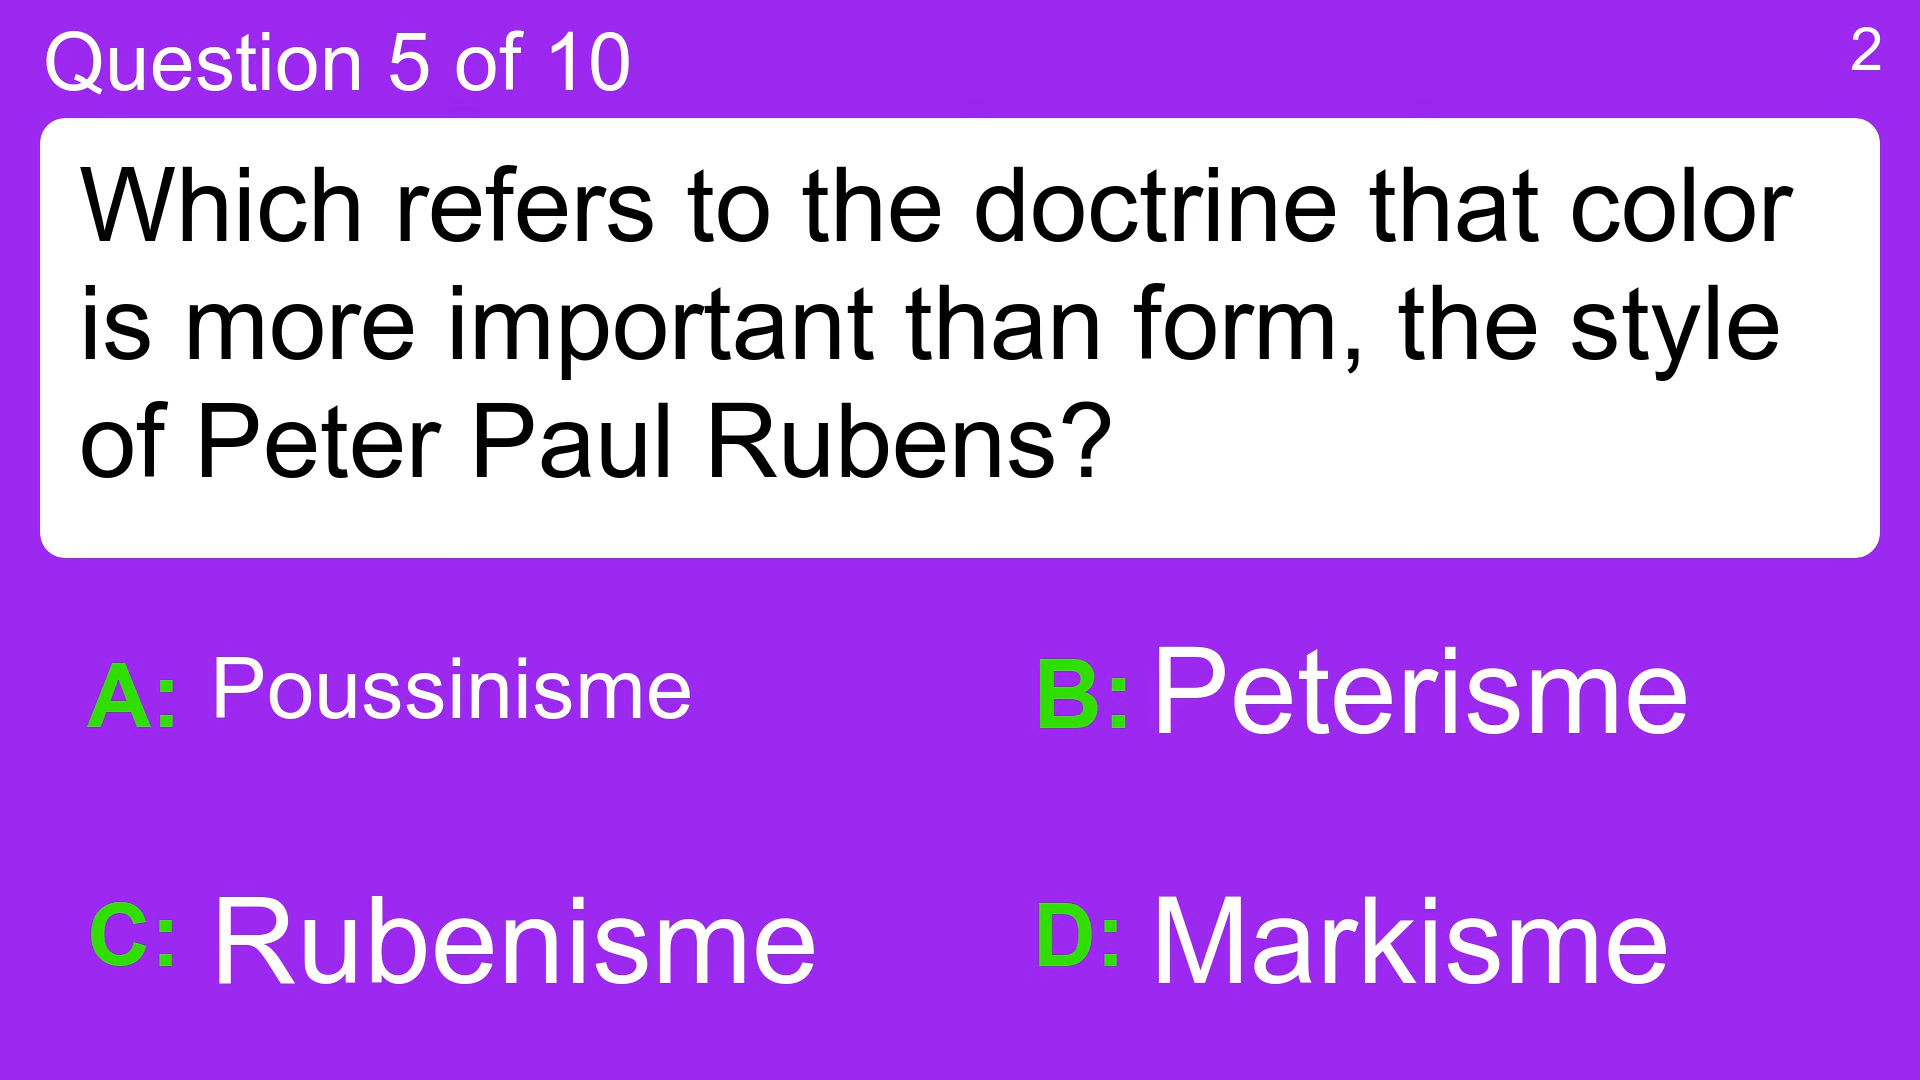 Question 5 of 10
2
Which refers to the doctrine that color
is more important than form, the style
of Peter Paul Rubens?
A: Poussinisme
B: Peterisme
C: Rubenisme
D: Markisme